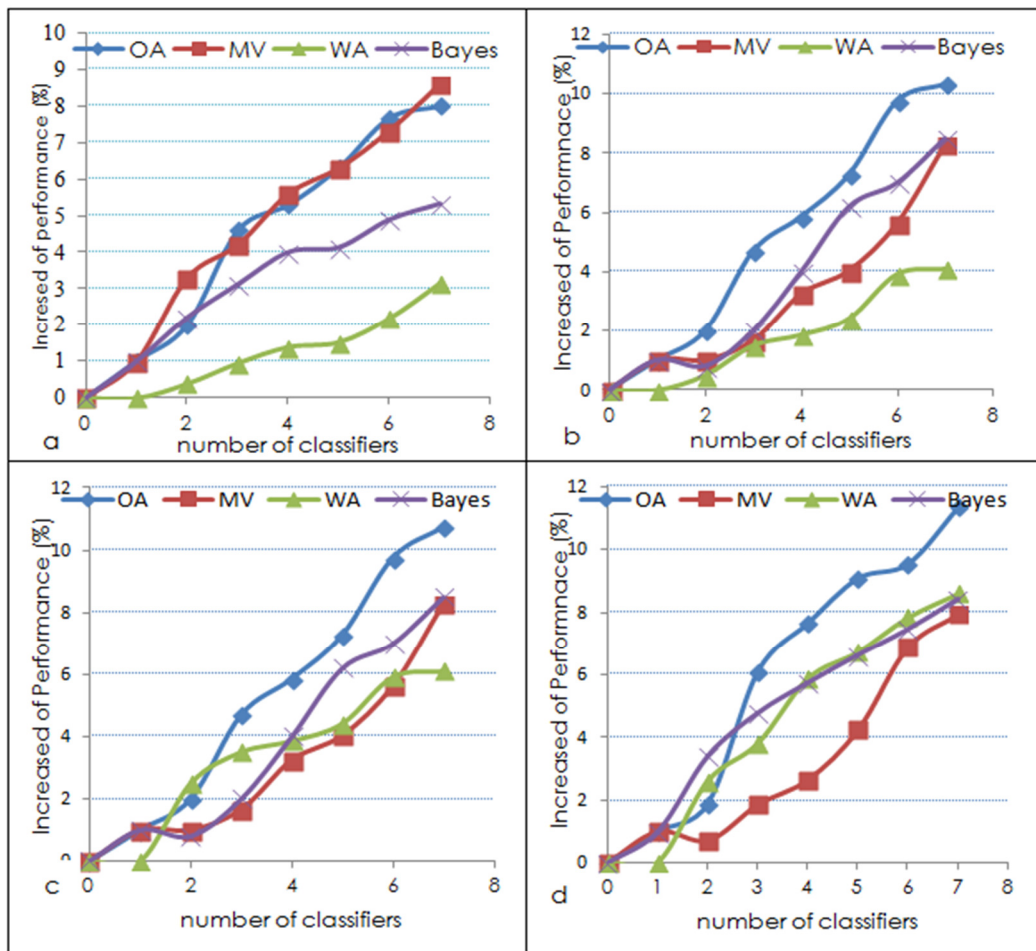 10
OA MV WA Bayes
9
8
7
6
5
4
3
2
1
0
0 2 4 6 8
Incresed of performance (%)
a
number of classifiers
12
OA MV WA Bayes
10
8
6
4
2
0
0 2 4 6 8
Increased of Performnace (%)
b
number of classifiers
12
OA MV WA Bayes
10
8
6
4
2
0
0 2 4 6 8
Increased of Performance (%)
c
number of classifiers
12
OA MV WA Bayes
10
8
6
4
2
0
0 1 2 3 4 5 6 7 8
Increased of Performnace (%)
d
number of classifiers